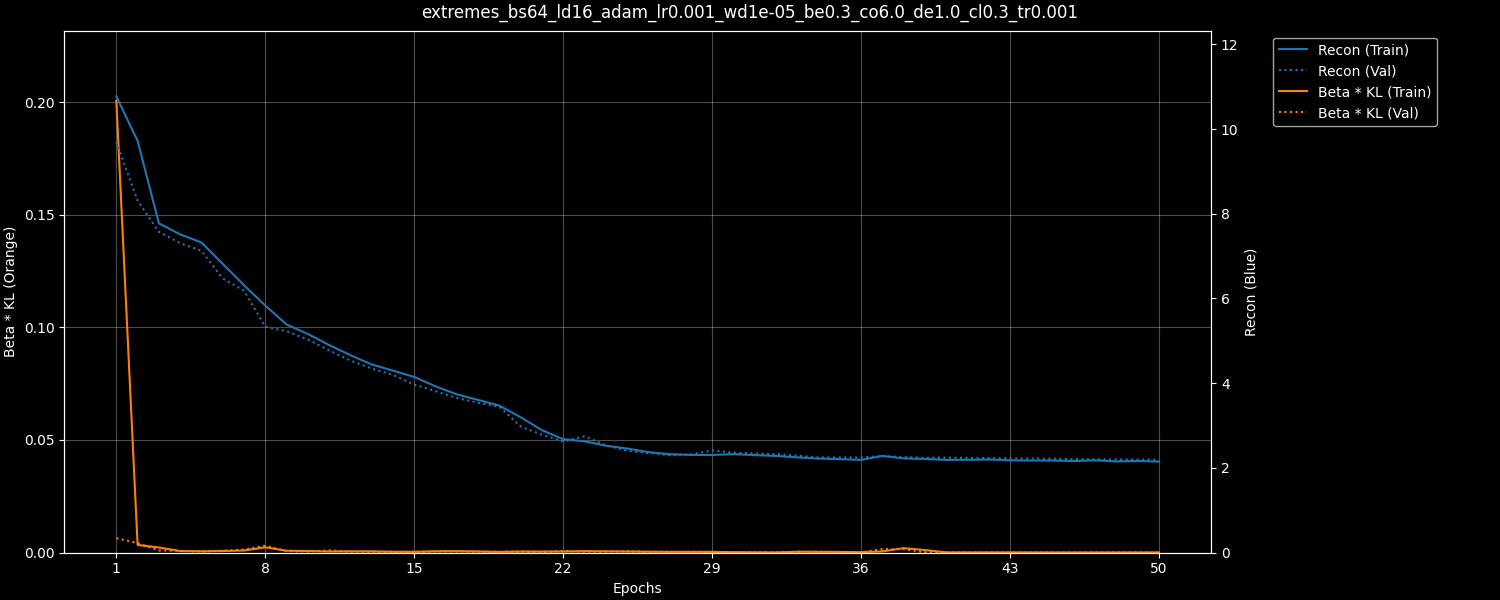 extremes_bs64_ld16_adam_lr0.001_wd1e-05_be0.3_co6.0_de1.0_cl0.3_tr0.001
Beta * KL (Orange)
0.20
0.15
0.10
0.05
0.00
1 8 15 22 29 36 43 50
Epochs
12
10
8
6
4
2
0
Recon (Blue)
Recon (Train)
Recon (Val)
Beta * KL (Train)
Beta * KL (Val)